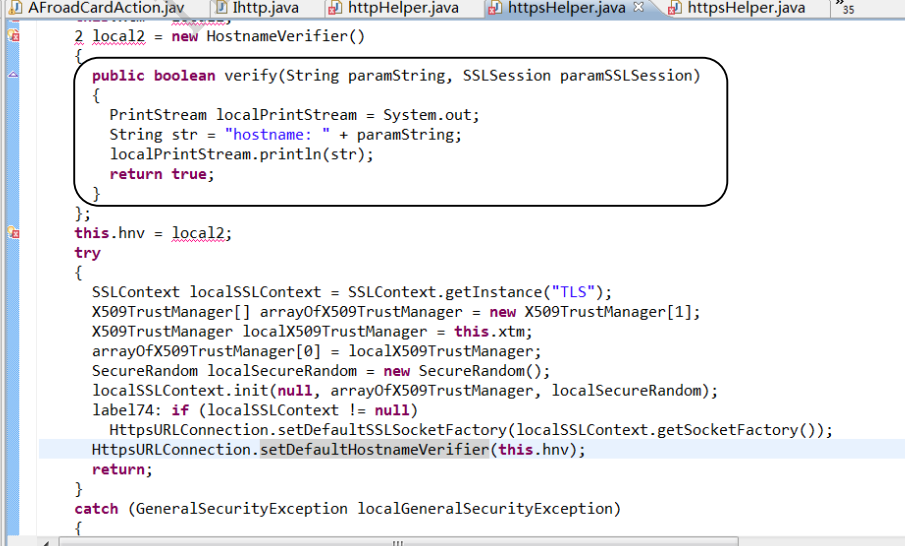 AFroadCardAction.jav Ihttp.java httpHelper.java httpsHelper.java httpsHelper.java 35
2 local2 = new HostnameVerifier()
{
public boolean verify(String paramString, SSLSession paramSSLSession)
{
PrintStream localPrintStream = System.out;
String str = "hostname: " + paramString;
localPrintStream.println(str);
return true;
}
};
this.hnv = local2;
try
{
SSLContext localSSLContext = SSLContext.getInstance("TLS");
X509TrustManager[] arrayOfX509TrustManager = new X509TrustManager[1];
X509TrustManager localX509TrustManager = this.xtm;
arrayOfX509TrustManager[0] = localX509TrustManager;
SecureRandom localSecureRandom = new SecureRandom();
localSSLContext.init(null, arrayOfX509TrustManager, localSecureRandom);
label74: if (localSSLContext != null)
HttpsURLConnection.setDefaultSSLSocketFactory(localSSLContext.getSocketFactory());
HttpsURLConnection.setDefaultHostnameVerifier(this.hnv);
return;
}
catch (GeneralSecurityException localGeneralSecurityException)
{